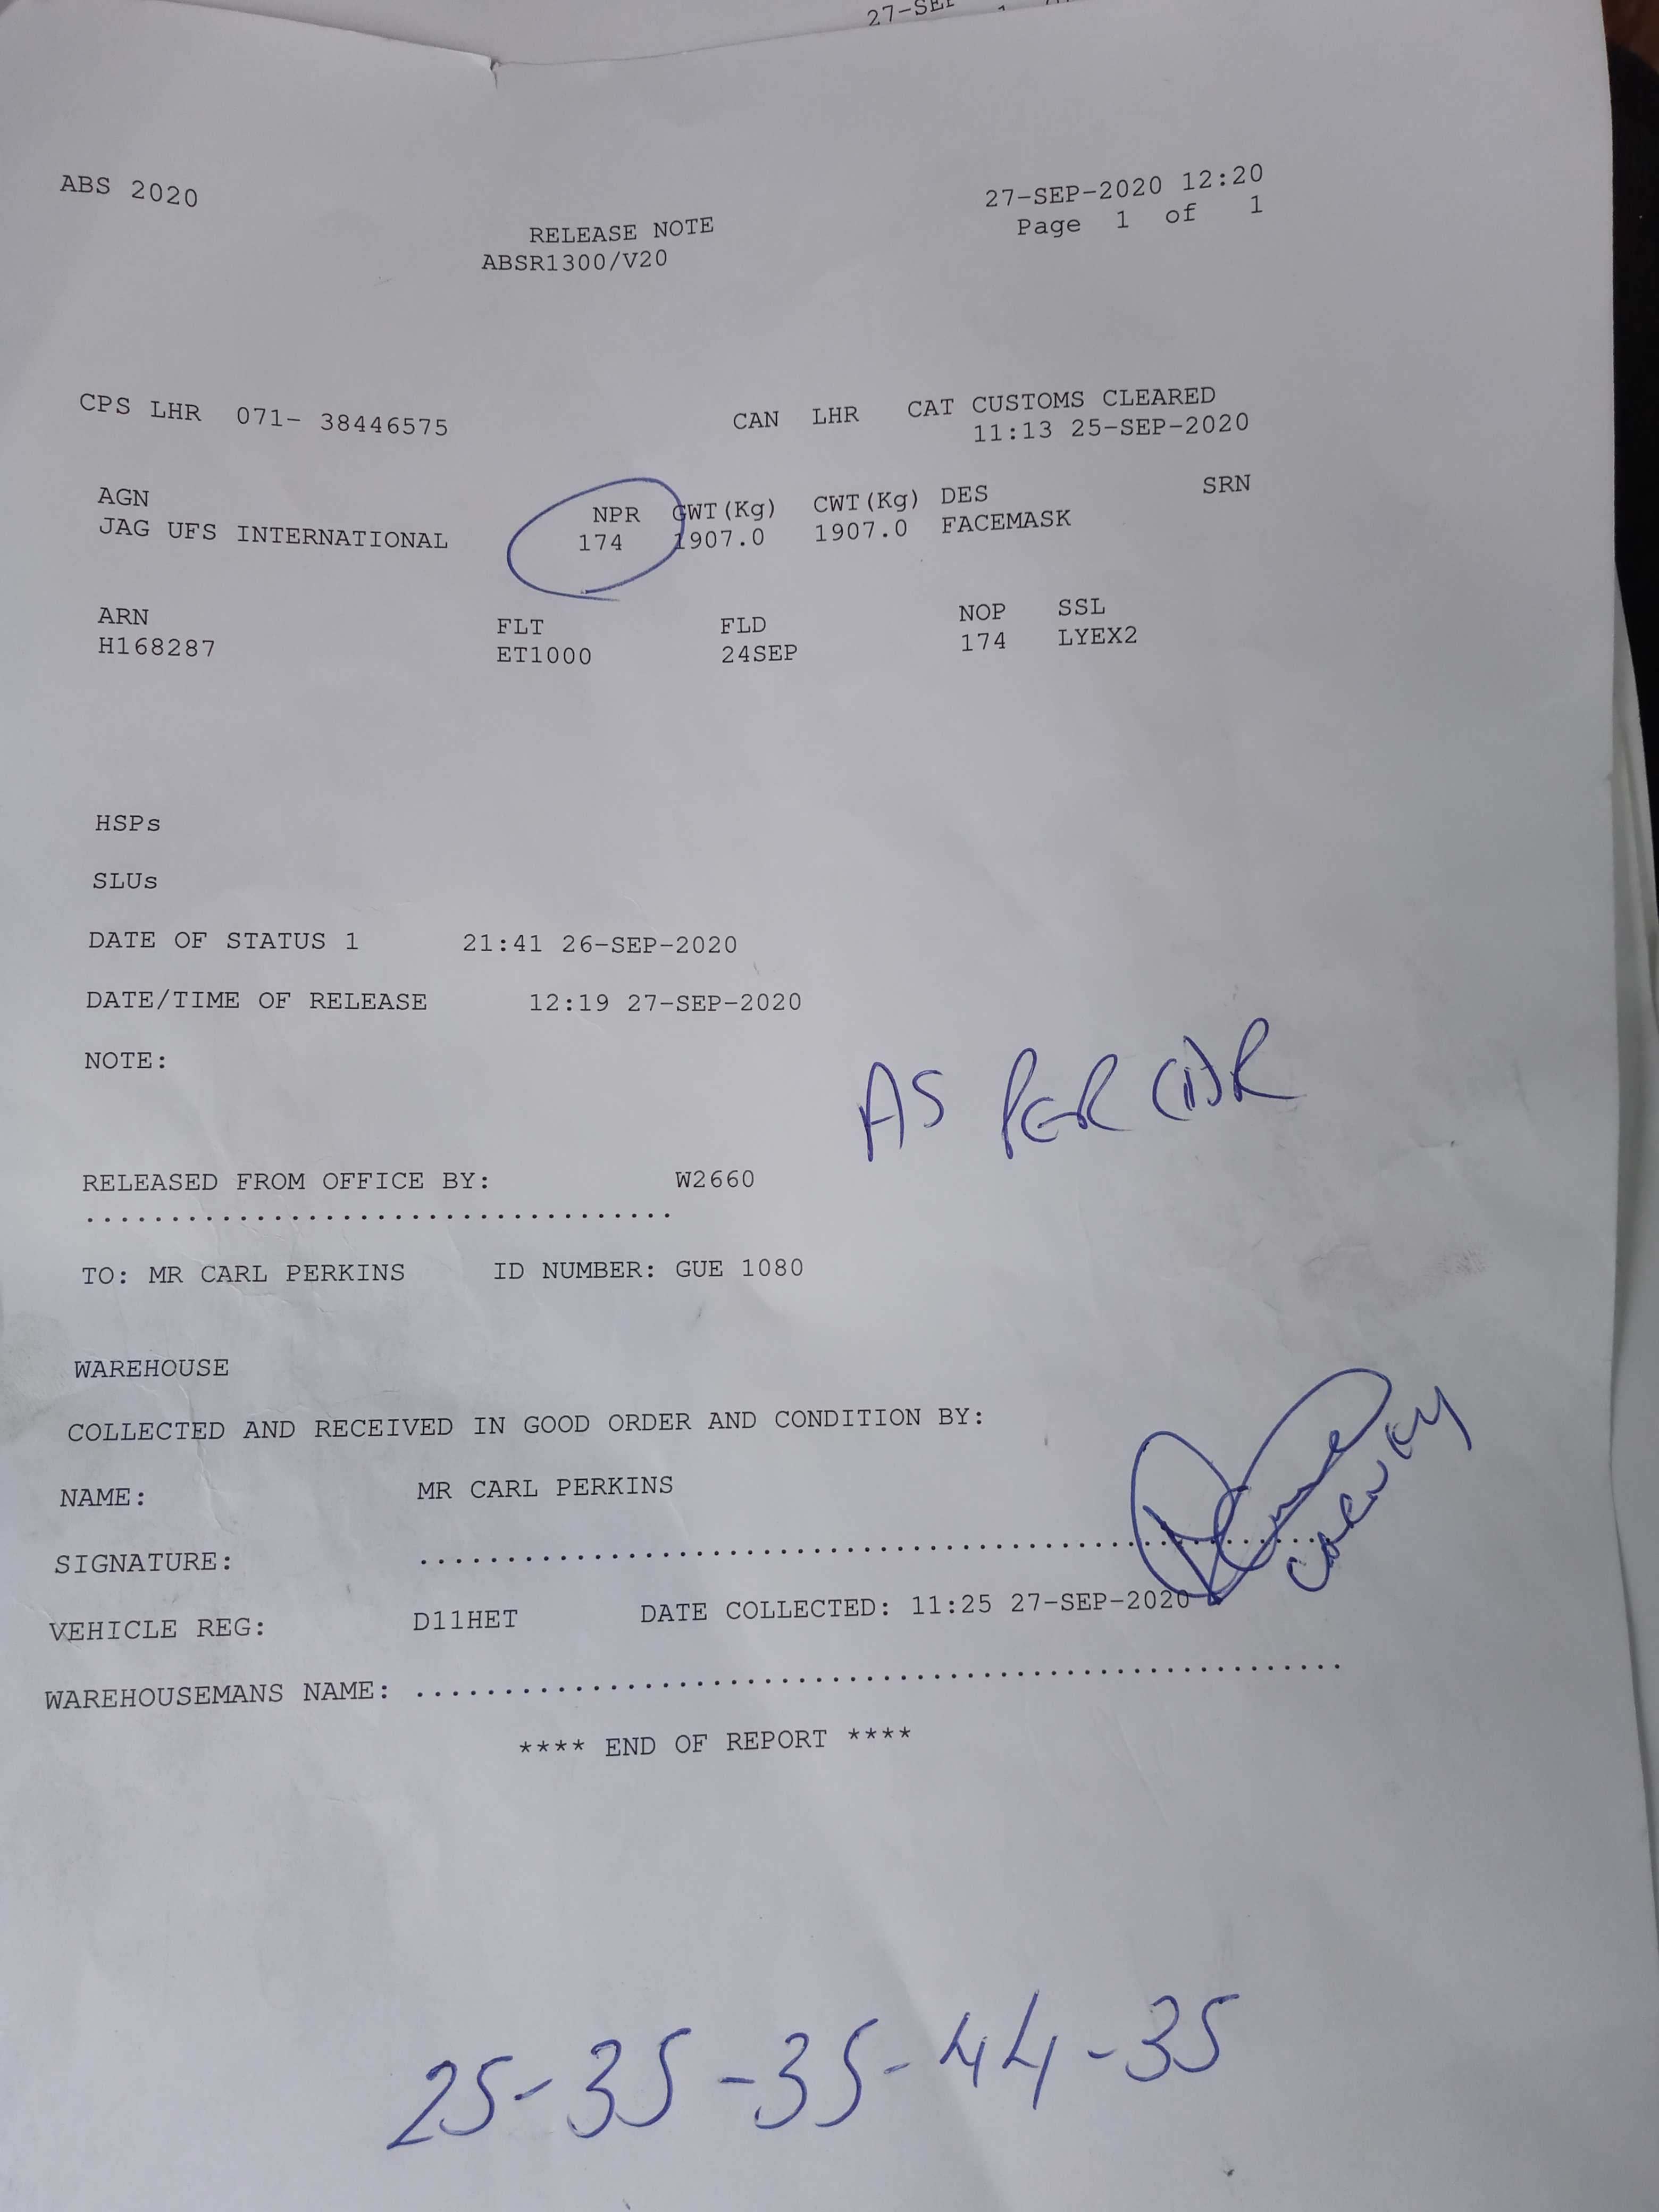 27-SEP
ABS 2020
27-SEP-2020 12:20
Page 1 of 1
RELEASE NOTE
ABSR1300/V20
CPS LHR 071- 38446575 CAN LHR CAT CUSTOMS CLEARED
11:13 25-SEP-2020
AGN NPR GWT(Kg) CWT(Kg) DES SRN
JAG UFS INTERNATIONAL 174 1907.0 1907.0 FACEMASK
ARN FLT FLD NOP SSL
H168287 ET1000 24SEP 174 LYEX2
HSPs
SLUs
DATE OF STATUS 1 21:41 26-SEP-2020
DATE/TIME OF RELEASE 12:19 27-SEP-2020
NOTE:
AS PER
RELEASED FROM OFFICE BY: W2660
TO: MR CARL PERKINS ID NUMBER: GUE 1080
WAREHOUSE
COLLECTED AND RECEIVED IN GOOD ORDER AND CONDITION BY:
NAME: MR CARL PERKINS
SIGNATURE:
VEHICLE REG: D11HET DATE COLLECTED: 11:25 27-SEP-2020
WAREHOUSEMANS NAME:
**** END OF REPORT ****
25-35-35-44-35